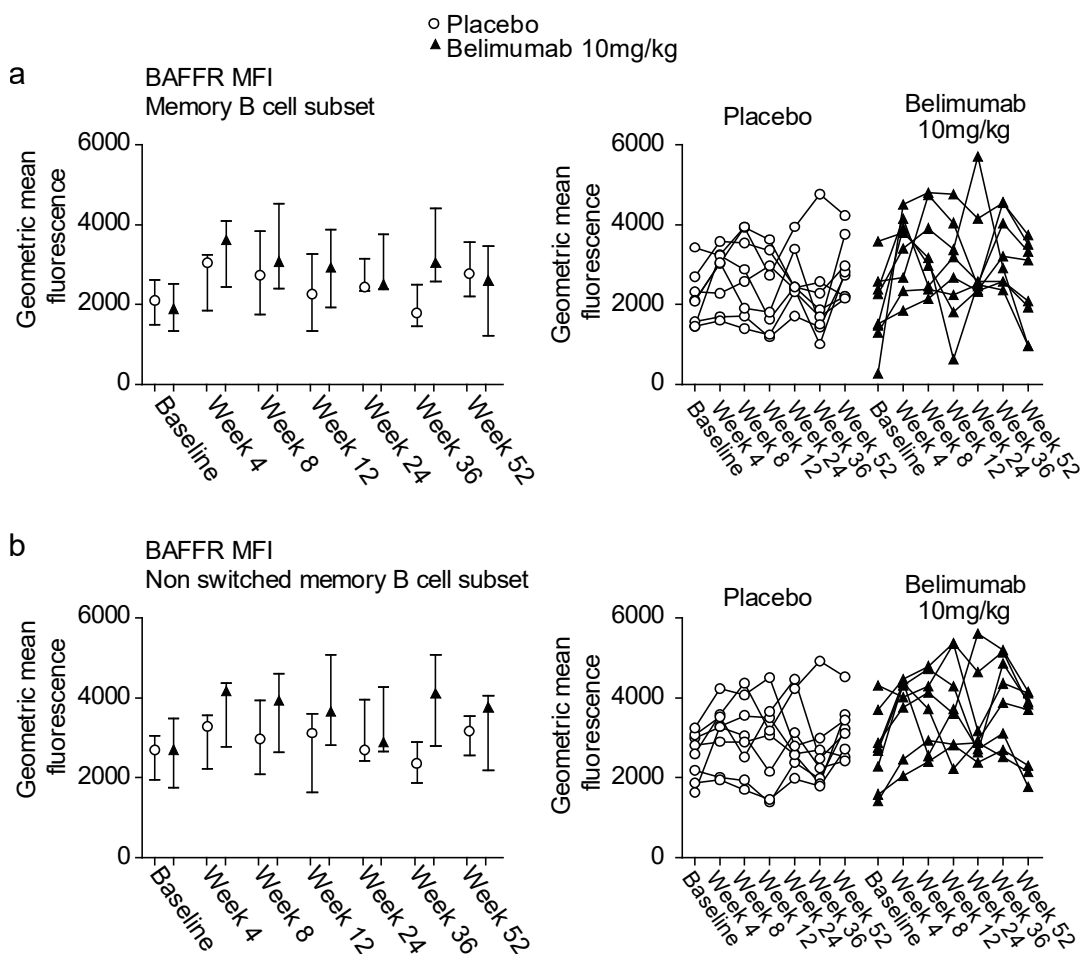 Placebo
Belimumab 10mg/kg
a
BAFFR MFI
Memory B cell subset
Geometric mean
fluorescence
6000
4000
2000
0
Baseline
Week 4
Week 8
Week 12
Week 24
Week 36
Week 52
Placebo
Belimumab
10mg/kg
Geometric mean
fluorescence
6000
4000
2000
0
Baseline
Week 4
Week 8
Week 12
Week 24
Week 36
Week 52
Baseline
Week 4
Week 8
Week 12
Week 24
Week 36
Week 52
b
BAFFR MFI
Non switched memory B cell subset
Geometric mean
fluorescence
6000
4000
2000
0
Baseline
Week 4
Week 8
Week 12
Week 24
Week 36
Week 52
Placebo
Belimumab
10mg/kg
Geometric mean
fluorescence
6000
4000
2000
0
Baseline
Week 4
Week 8
Week 12
Week 24
Week 36
Week 52
Baseline
Week 4
Week 8
Week 12
Week 24
Week 36
Week 52